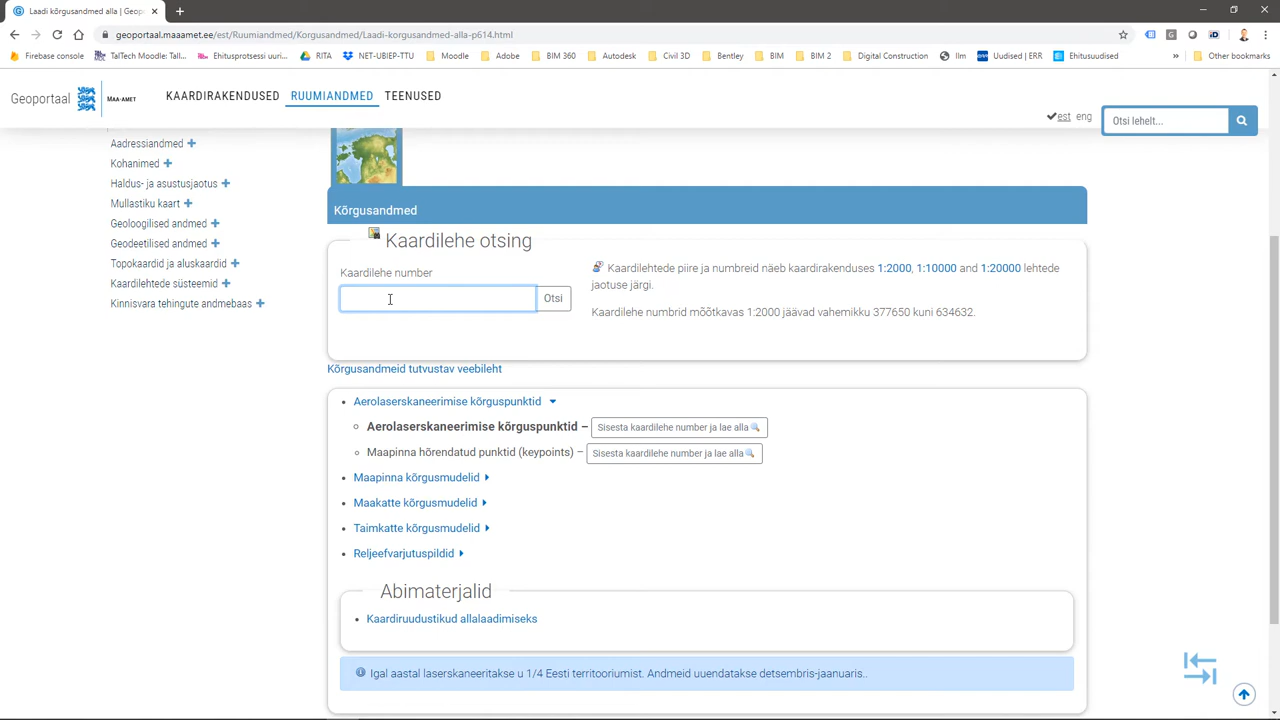 Laadi kõrgusandmed alla | Geop
geoportaal.maaamet.ee/est/Ruumiandmed/Korgusandmed/Laadi-korgusandmed-alla-p614.html
Firebase console TalTech Moodle: Tall... Ehitusprotsessi uuri... RITA NET-UBIEP-TTU Moodle Adobe BIM 360 Autodesk Civil 3D Bentley BIM BIM 2 Digital Construction Ilm Uudised | ERR Ehitusuudised » Other bookmarks
Geoportaal MAA-AMET KAARDIRAKENDUSED RUUMIANDMED TEENUSED
est eng Otsi lehelt...
Aadressiandmed +
Kohanimed +
Haldus- ja asustusjaotus +
Mullastiku kaart +
Geoloogilised andmed +
Geodeetilised andmed +
Topokaardid ja aluskaardid +
Kaardilehtede süsteemid +
Kinnisvara tehingute andmebaas +
Kõrgusandmed
Kaardilehe otsing
Kaardilehe number
Otsi
Kaardilehtede piire ja numbreid näeb kaardirakenduses 1:2000, 1:10000 and 1:20000 lehtede
jaotuse järgi.
Kaardilehe numbrid mõõtkavas 1:2000 jäävad vahemikku 377650 kuni 634632.
Kõrgusandmeid tutvustav veebileht
Aerolaserskaneerimise kõrguspunktid
Aerolaserskaneerimise kõrguspunktid – Sisesta kaardilehe number ja lae alla
Maapinna hõrendatud punktid (keypoints) – Sisesta kaardilehe number ja lae alla
Maapinna kõrgusmudelid
Maakatte kõrgusmudelid
Taimkatte kõrgusmudelid
Reljeefvarjutuspildid
Abimaterjalid
Kaardiruudustikud allalaadimiseks
Igal aastal laserskaneeritakse u 1/4 Eesti territooriumist. Andmeid uuendatakse detsembris-jaanuaris..